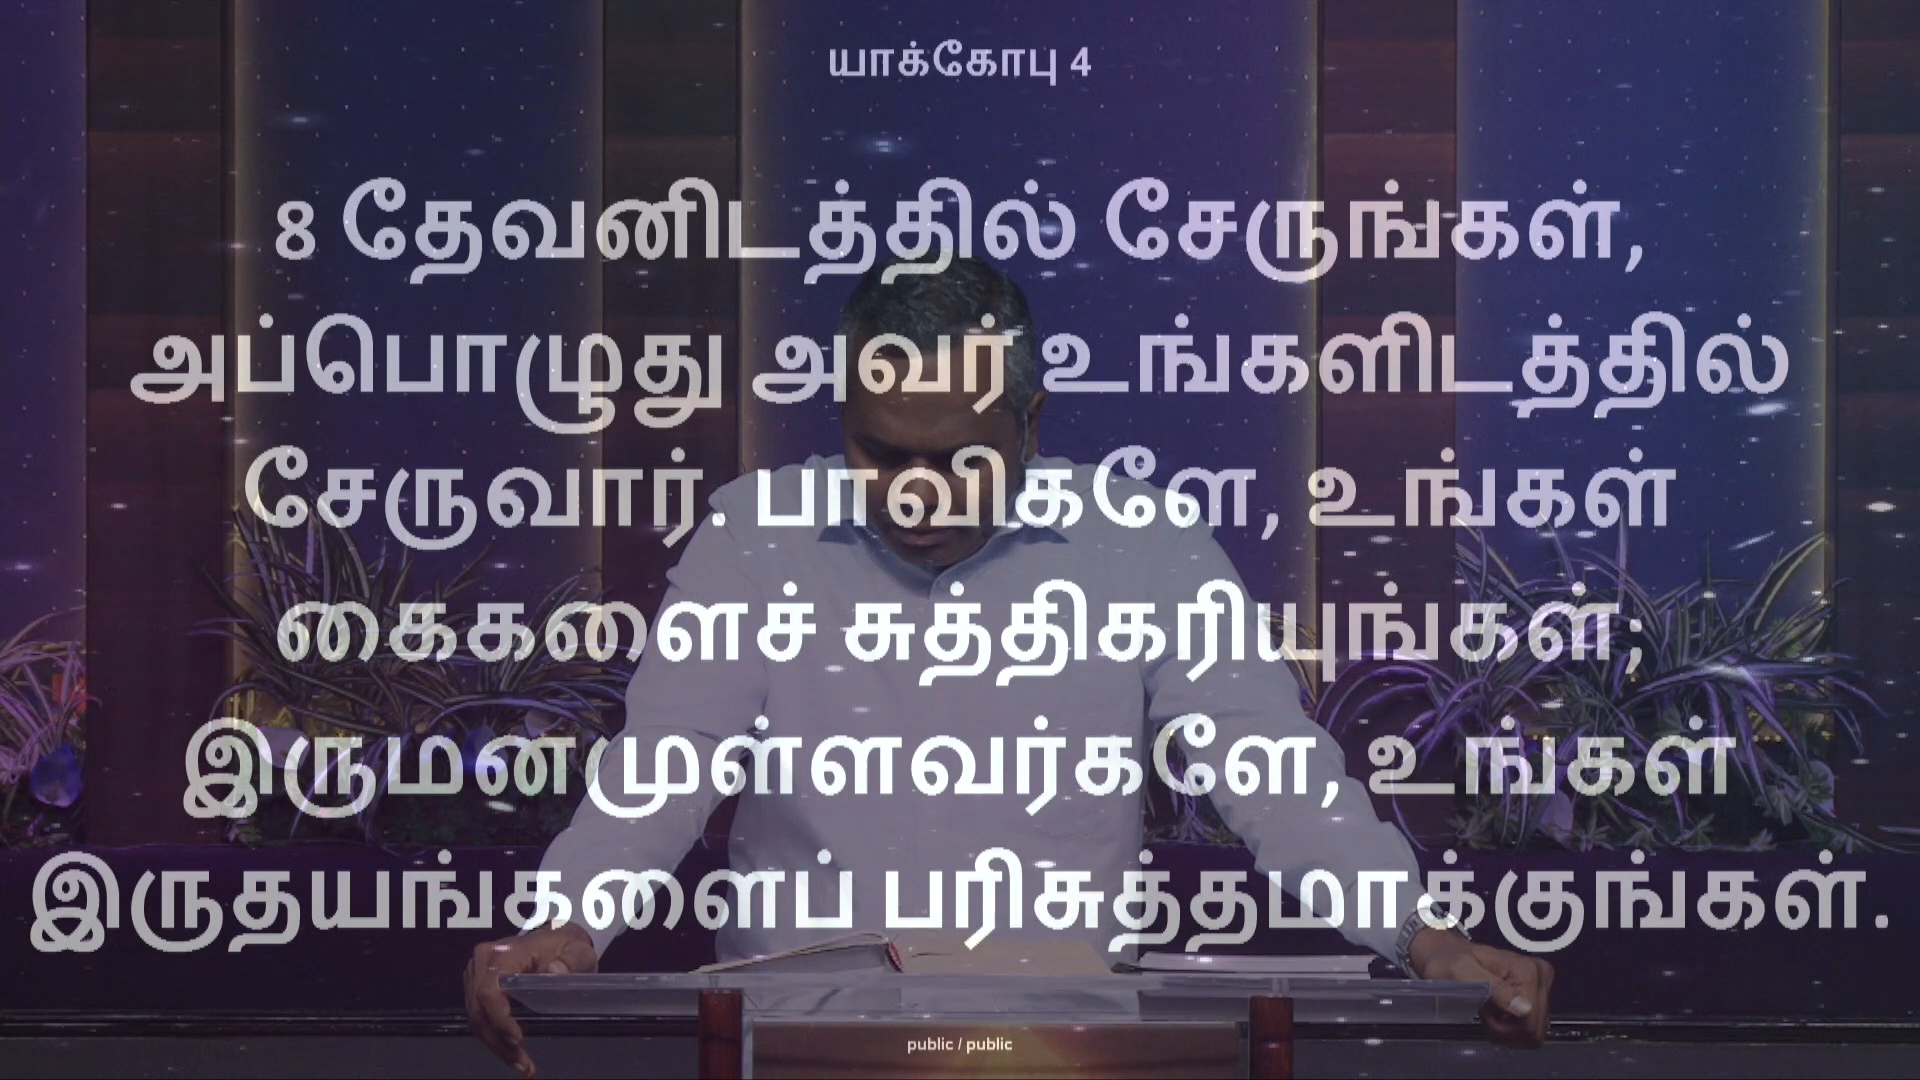 யாக்கோபு 4
8 தேவனிடத்தில் சேருங்கள்,
அப்பொழுது அவர் உங்களிடத்தில்
சேருவார். பாவிகளே, உங்கள்
கைகளைச் சுத்திகரியுங்கள்;
இருமனமுள்ளவர்களே, உங்கள்
இருதயங்களைப் பரிசுத்தமாக்குங்கள்.
public / public